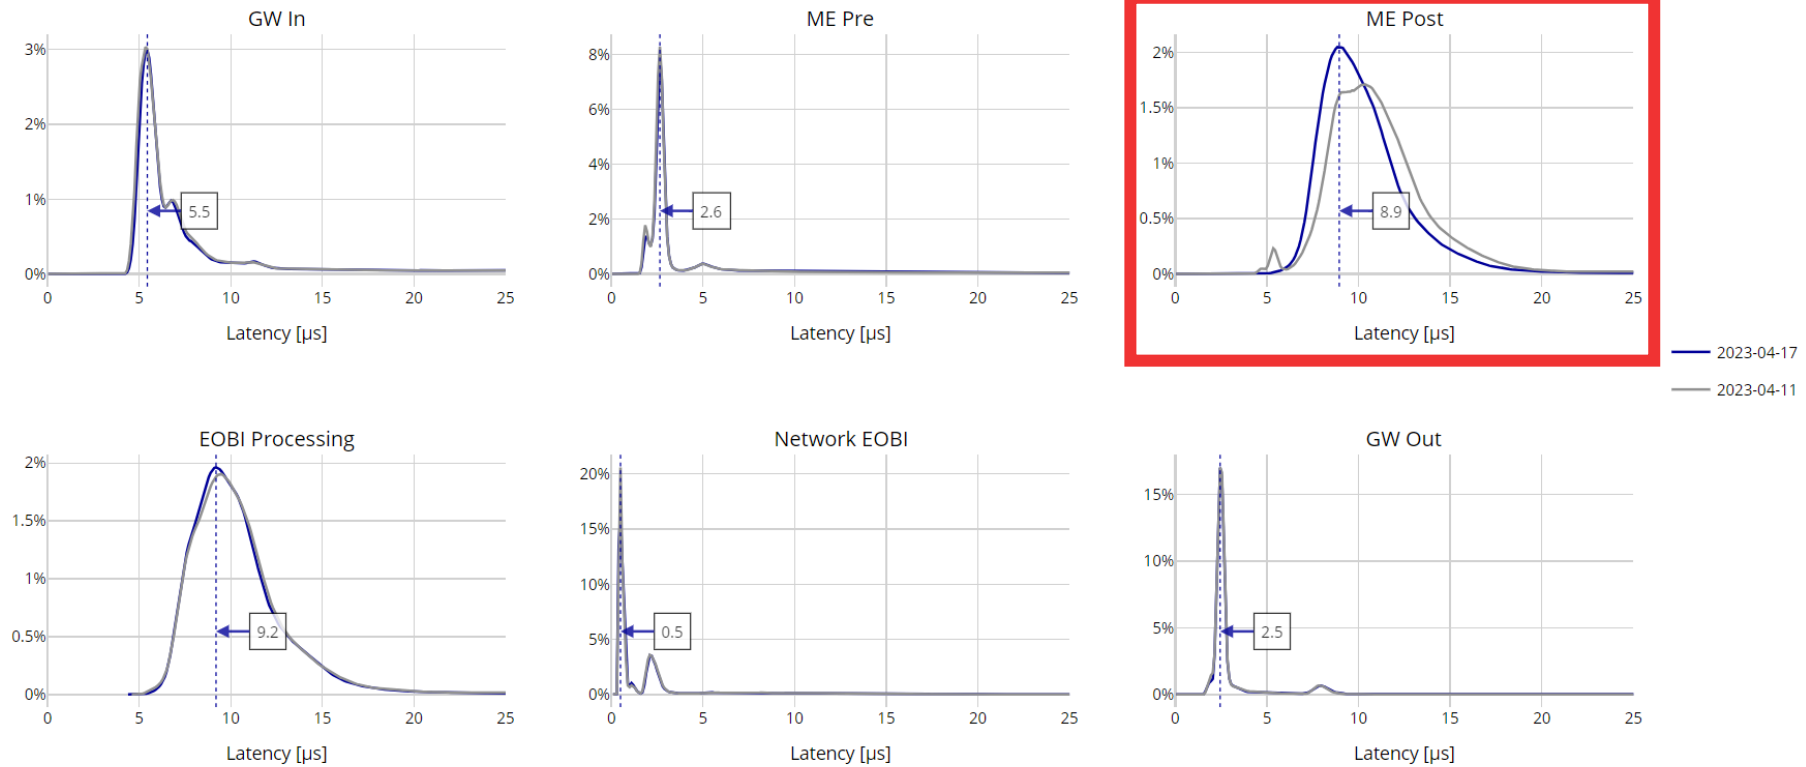 GW In
3%
2%
1%
0%
5.5
0 5 10 15 20 25
Latency [μs]
ME Pre
8%
6%
4%
2%
0%
2.6
0 5 10 15 20 25
Latency [μs]
ME Post
2%
1.5%
1%
0.5%
0%
8.9
0 5 10 15 20 25
Latency [μs]
2023-04-17
2023-04-11
EOBI Processing
2%
1.5%
1%
0.5%
0%
9.2
0 5 10 15 20 25
Latency [μs]
Network EOBI
20%
15%
10%
5%
0%
0.5
0 5 10 15 20 25
Latency [μs]
GW Out
15%
10%
5%
0%
2.5
0 5 10 15 20 25
Latency [μs]